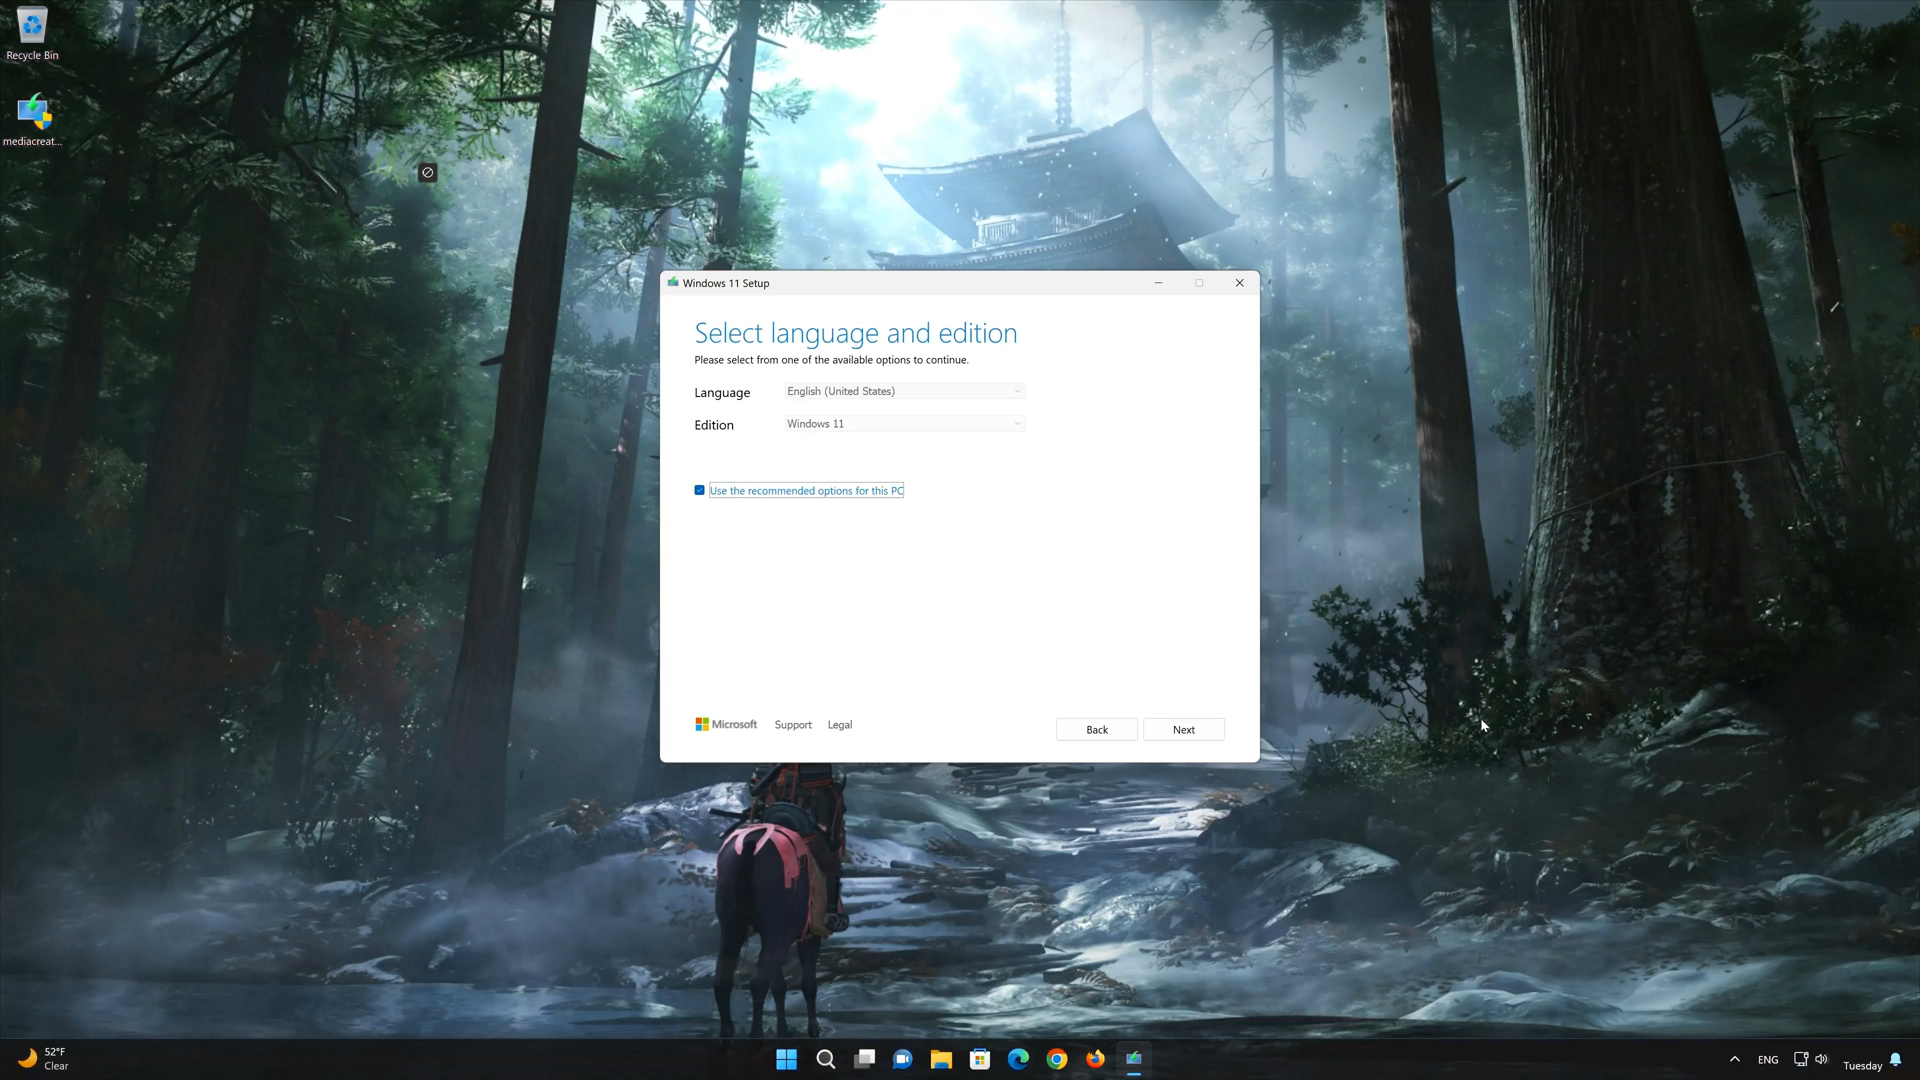 Recycle Bin
mediacreat...
Windows 11 Setup
Select language and edition
Please select from one of the available options to continue.
Language English (United States)
Edition Windows 11
Use the recommended options for this PC
Microsoft Support Legal Back Next
52°F
Clear
ENG
Tuesday